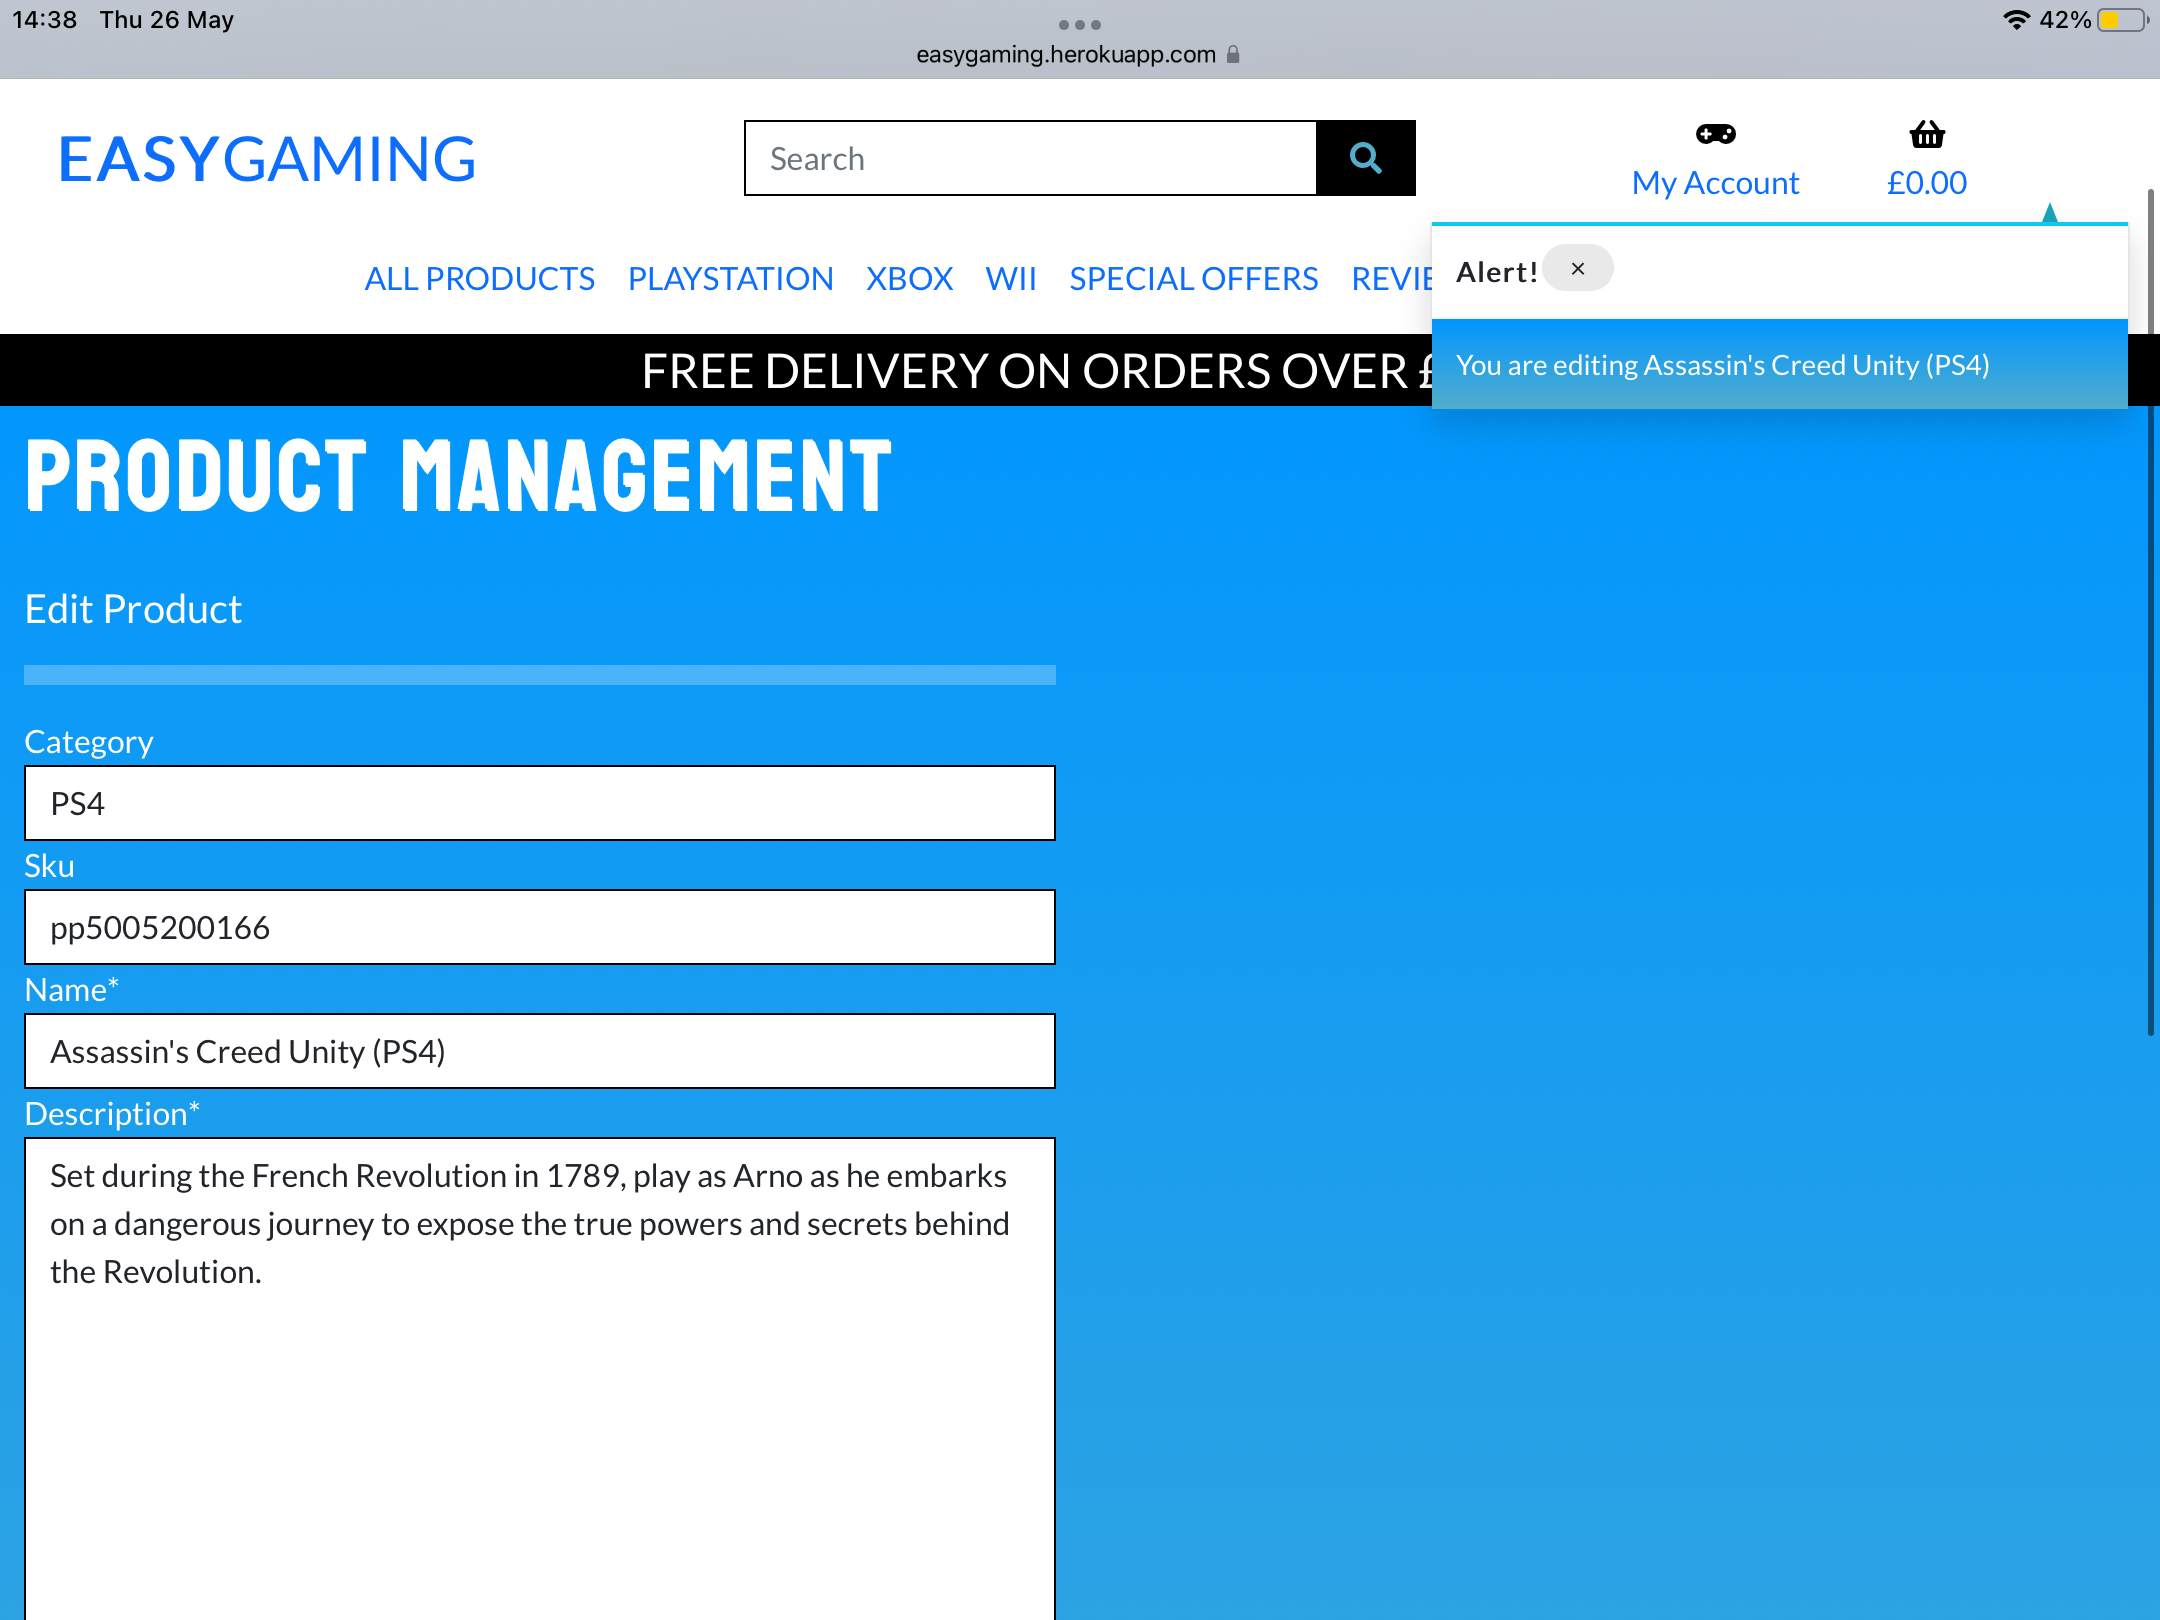 14:38 Thu 26 May
42%
easygaming.herokuapp.com
EASYGAMING
Search
My Account
£0.00
ALL PRODUCTS PLAYSTATION XBOX WII SPECIAL OFFERS
Alert! ×
FREE DELIVERY ON ORDERS OVER
You are editing Assassin's Creed Unity (PS4)
PRODUCT MANAGEMENT
Edit Product
Category
PS4
Sku
pp5005200166
Name*
Assassin's Creed Unity (PS4)
Description*
Set during the French Revolution in 1789, play as Arno as he embarks
on a dangerous journey to expose the true powers and secrets behind
the Revolution.